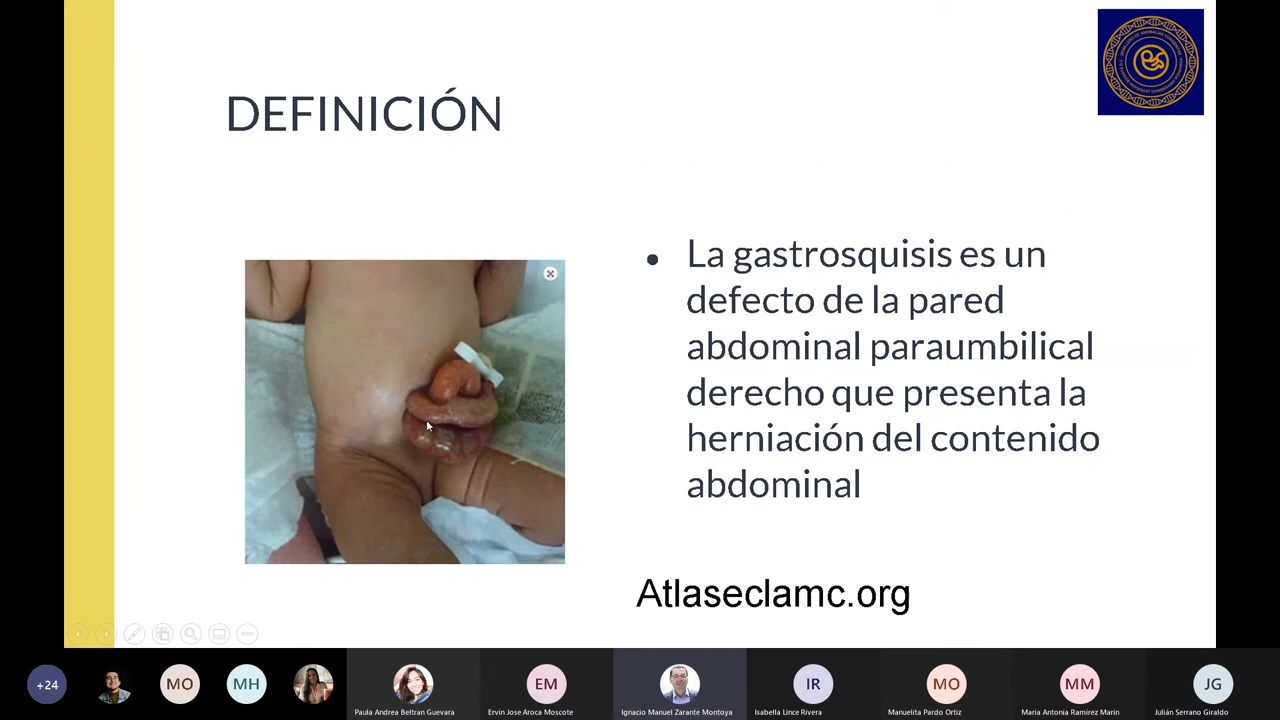 DEFINICIÓN
• La gastrosquisis es un
defecto de la pared
abdominal paraumbilical
derecho que presenta la
herniación del contenido
abdominal
Atlaseclamc.org
+24
MO
MH
Paula Andrea Beltran Guevara
EM
Ervin Jose Aroca Moscote
Ignacio Manuel Zarante Montoya
IR
Isabella Lince Rivera
MO
Manuelita Pardo Ortiz
MM
Maria Antonia Ramirez Marin
JG
Julián Serrano Giraldo